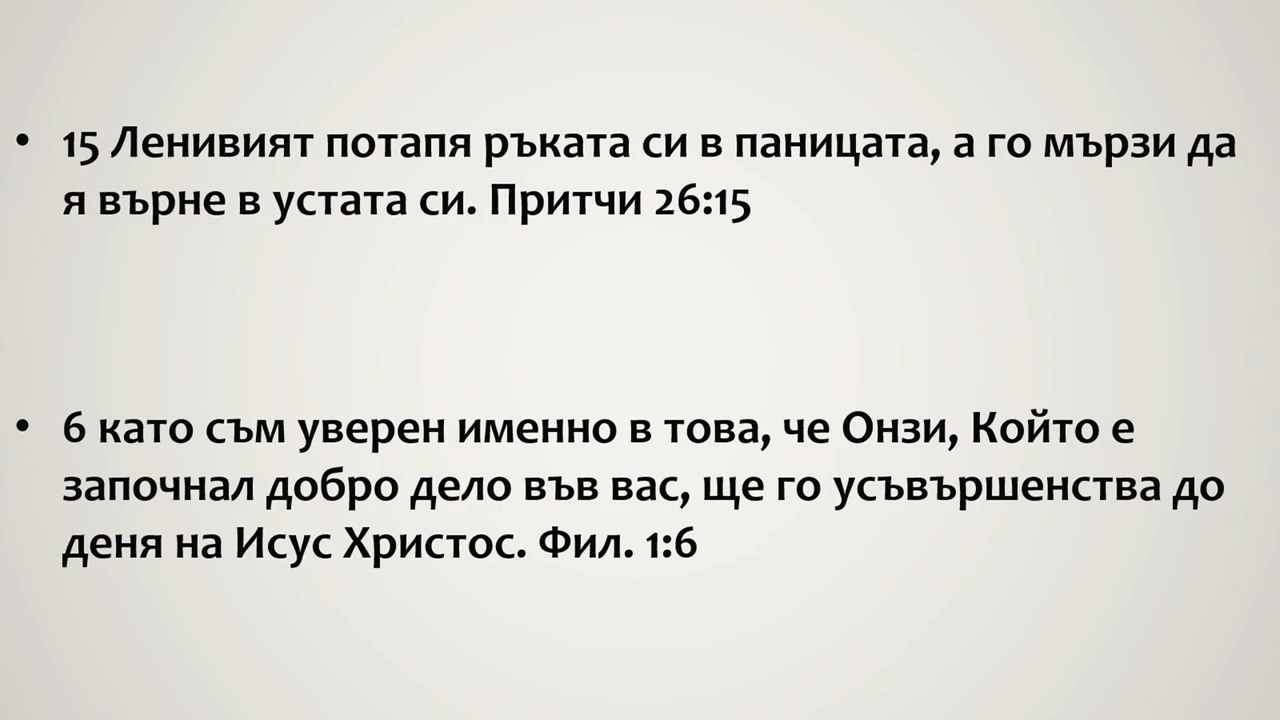 • 15 Ленивият потапя ръката си в паницата, а го мързи да
я върне в устата си. Притчи 26:15
• 6 като съм уверен именно в това, че Онзи, Който е
започнал добро дело във вас, ще го усъвършенства до
деня на Исус Христос. Фил. 1:6